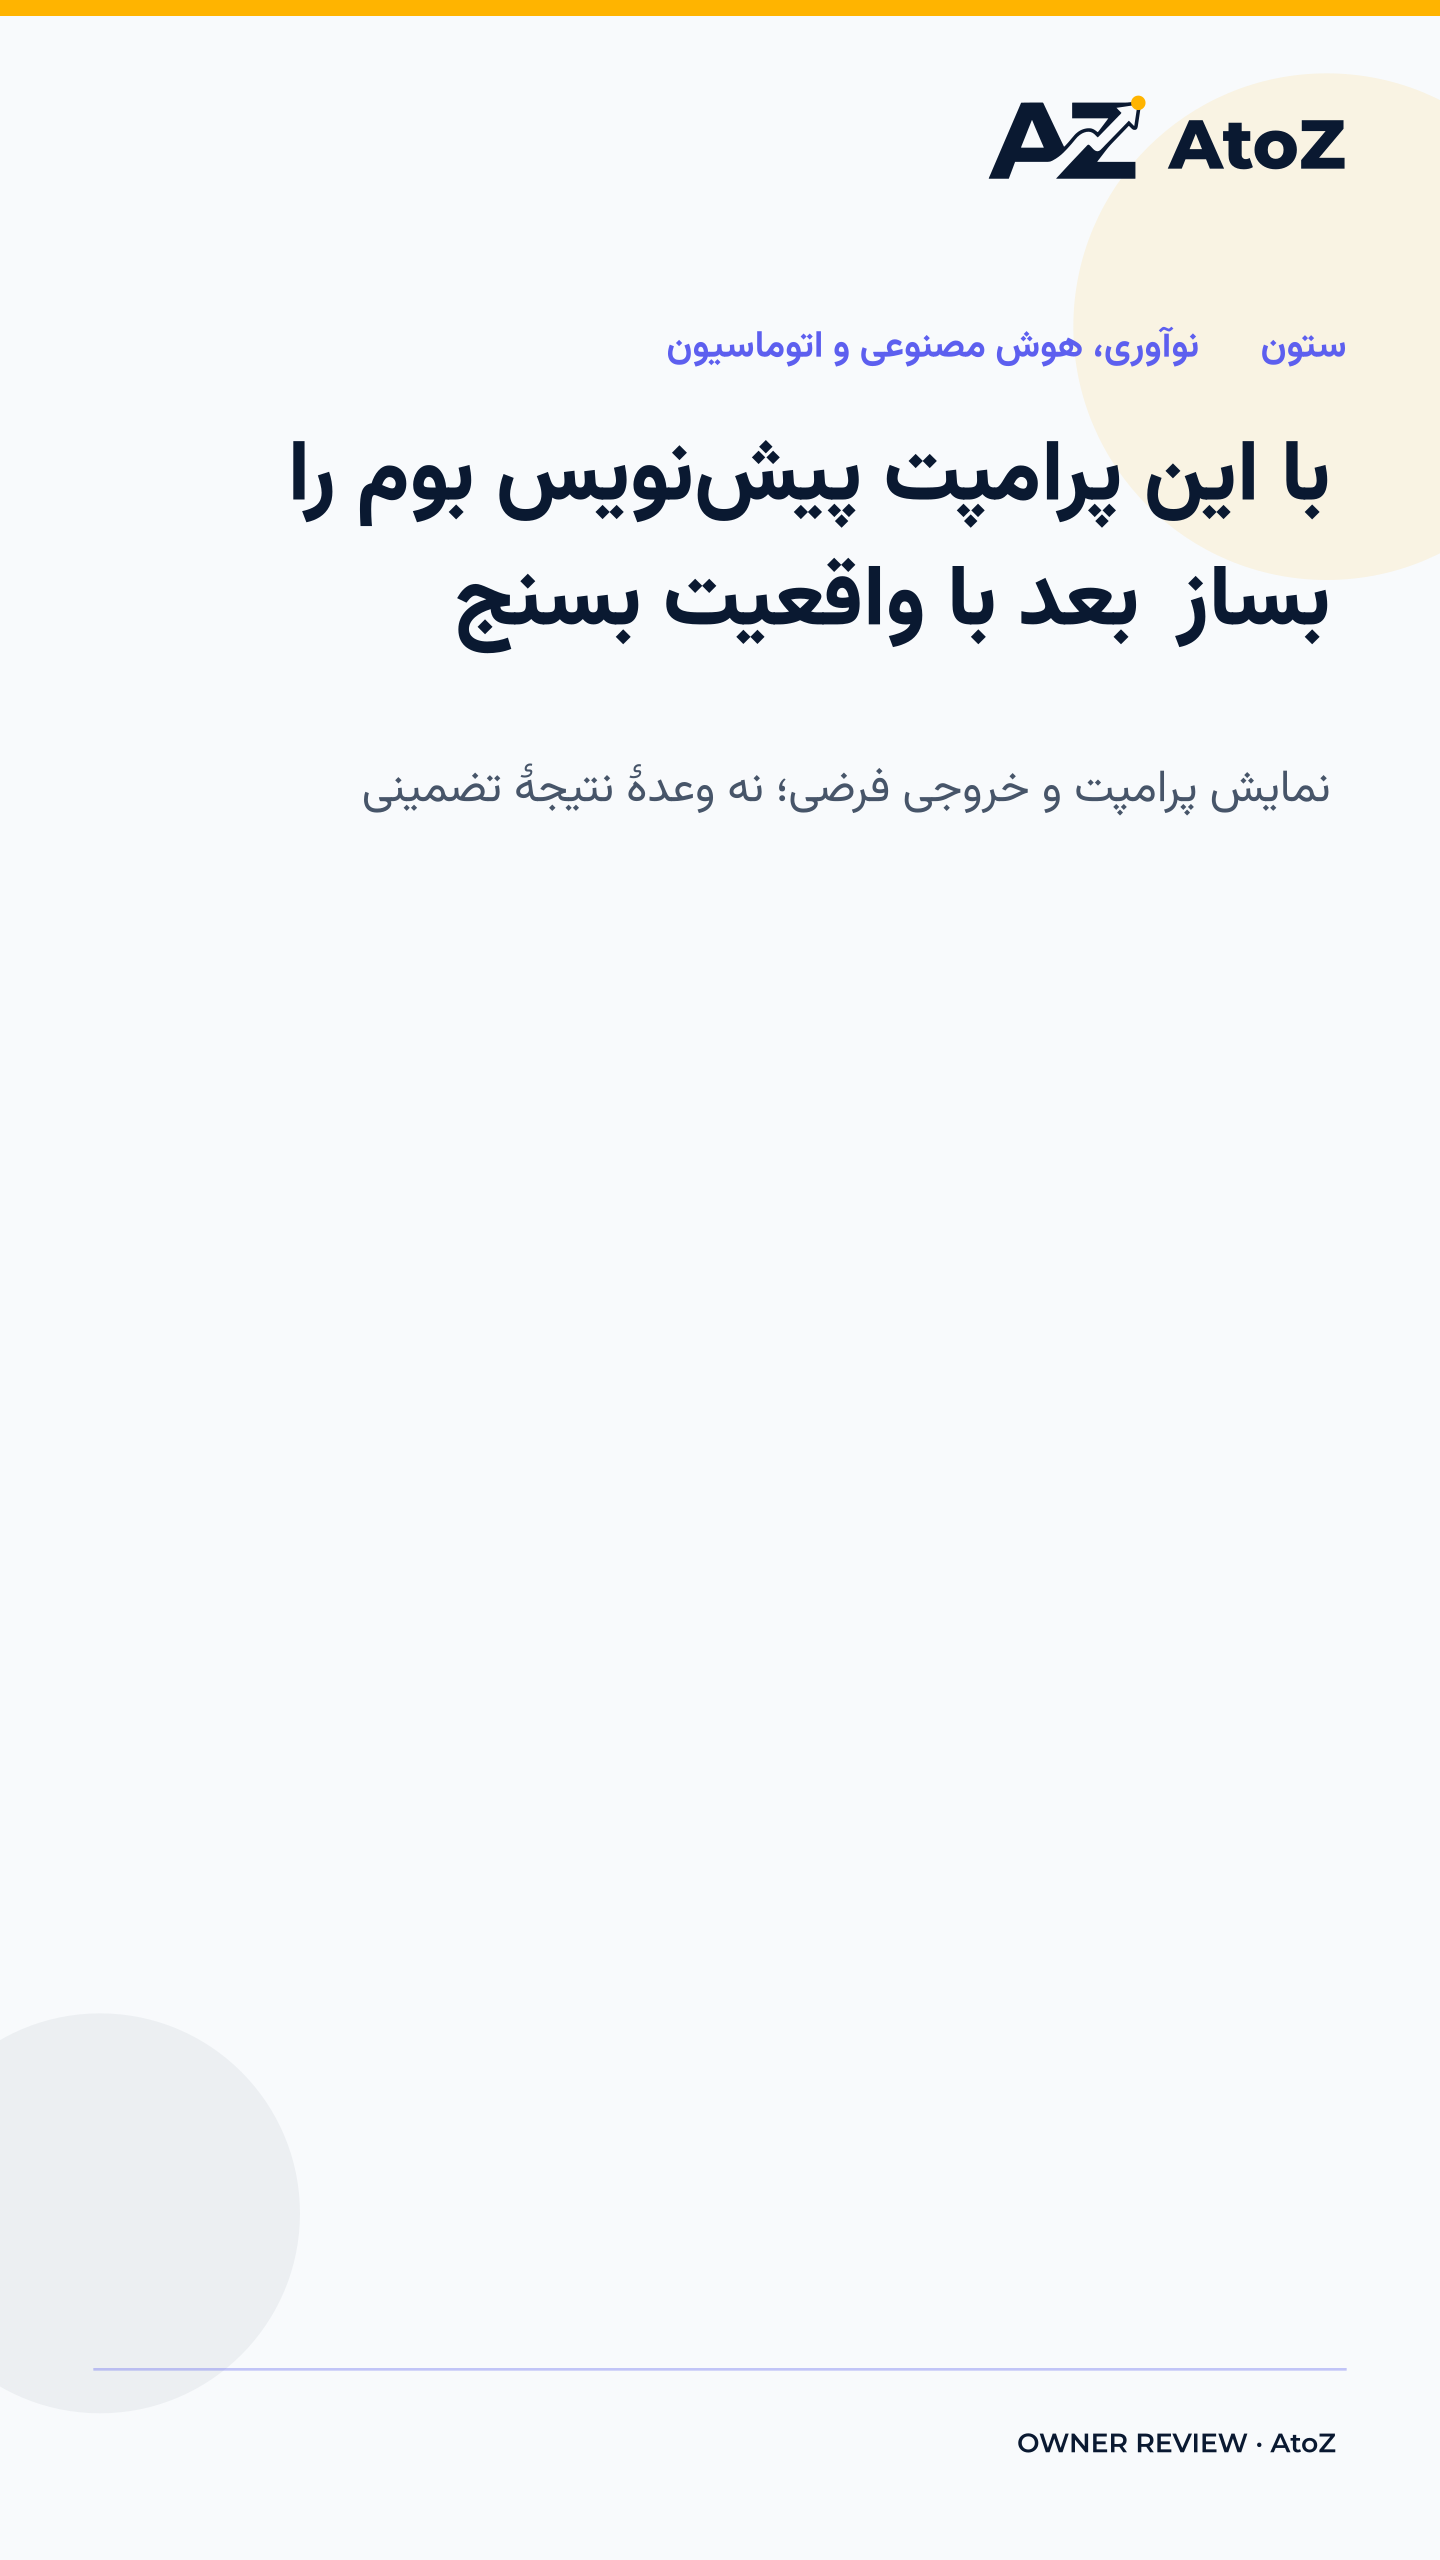 AZ AtoZ
ستون نوآوری، هوش مصنوعی و اتوماسیون
با این پرامپت پیش‌نویس بوم را
بساز بعد با واقعیت بسنج
نمایش پرامپت و خروجی فرضی؛ نه وعدهٔ نتیجهٔ تضمینی
OWNER REVIEW · AtoZ